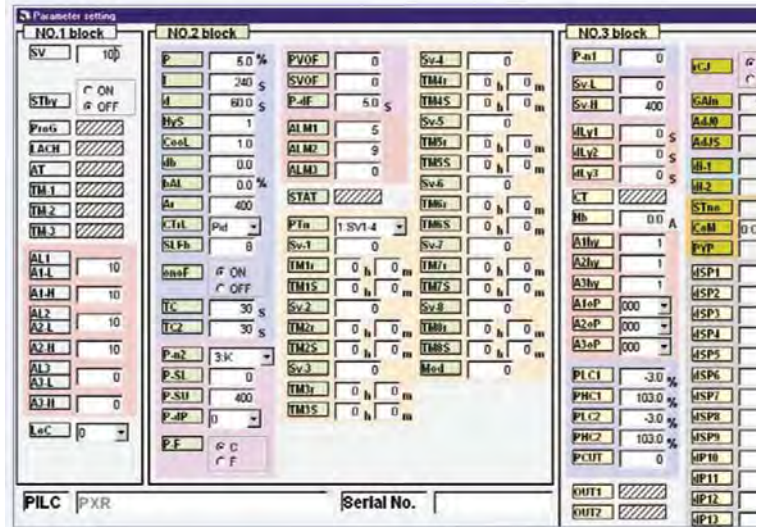 Parameter setting
NO.1 block
SV 100
STby ON
OFF
ProG
LACH
AT
TM-1
TM-2
TM-3
AL1
A1-L 10
A1-H 10
AL2
A2-L 10
A2-H 10
AL3
A3-L 0
A3-H 0
LoC 0
NO.2 block
P 5.0 %
I 240 S
d 60.0 S
HyS 1
CooL 1.0
db 0.0
bAL 0.0 %
Ar 400
CTrL Pid
SLFb 8
onoF ON
OFF
TC 30 S
TC2 30 S
P-n2 3:K
P-SL 0
P-SU 400
P-dP 0
P-F C
F
PVOF 0
SVOF 0
P-dF 5.0 S
ALM1 5
ALM2 9
ALM3 0
STAT
PTn 1:SV1-4
Sv-1 0
TM1r 0 h 0 m
TM1S 0 h 0 m
Sv-2 0
TM2r 0 h 0 m
TM2S 0 h 0 m
Sv-3 0
TM3r 0 h 0 m
TM3S 0 h 0 m
Sv-4 0
TM4r 0 h 0 m
TM4S 0 h 0 m
Sv-5 0
TM5r 0 h 0 m
TM5S 0 h 0 m
Sv-6 0
TM6r 0 h 0 m
TM6S 0 h 0 m
Sv-7 0
TM7r 0 h 0 m
TM7S 0 h 0 m
Sv-8 0
TM8r 0 h 0 m
TM8S 0 h 0 m
Mod 0
NO.3 block
P-n1 0
Sv-L 0
Sv-H 400
dLy1 0 S
dLy2 0 S
dLy3 0 S
CT
Hb 0.0 A
A1hy 1
A2hy 1
A3hy 1
A1oP 000
A2oP 000
A3oP 000
PLC1 -3.0 %
PHC1 103.0 %
PLC2 -3.0 %
PHC2 103.0 %
PCUT 0
OUT1
OUT2
rCJ
GAin
AdJ0
AdJS
di-1
di-2
STno
CoM
PYP
dSP1
dSP2
dSP3
dSP4
dSP5
dSP6
dSP7
dSP8
dSP9
dP10
dP11
dP12
dP13
PILC PXR
Serial No.